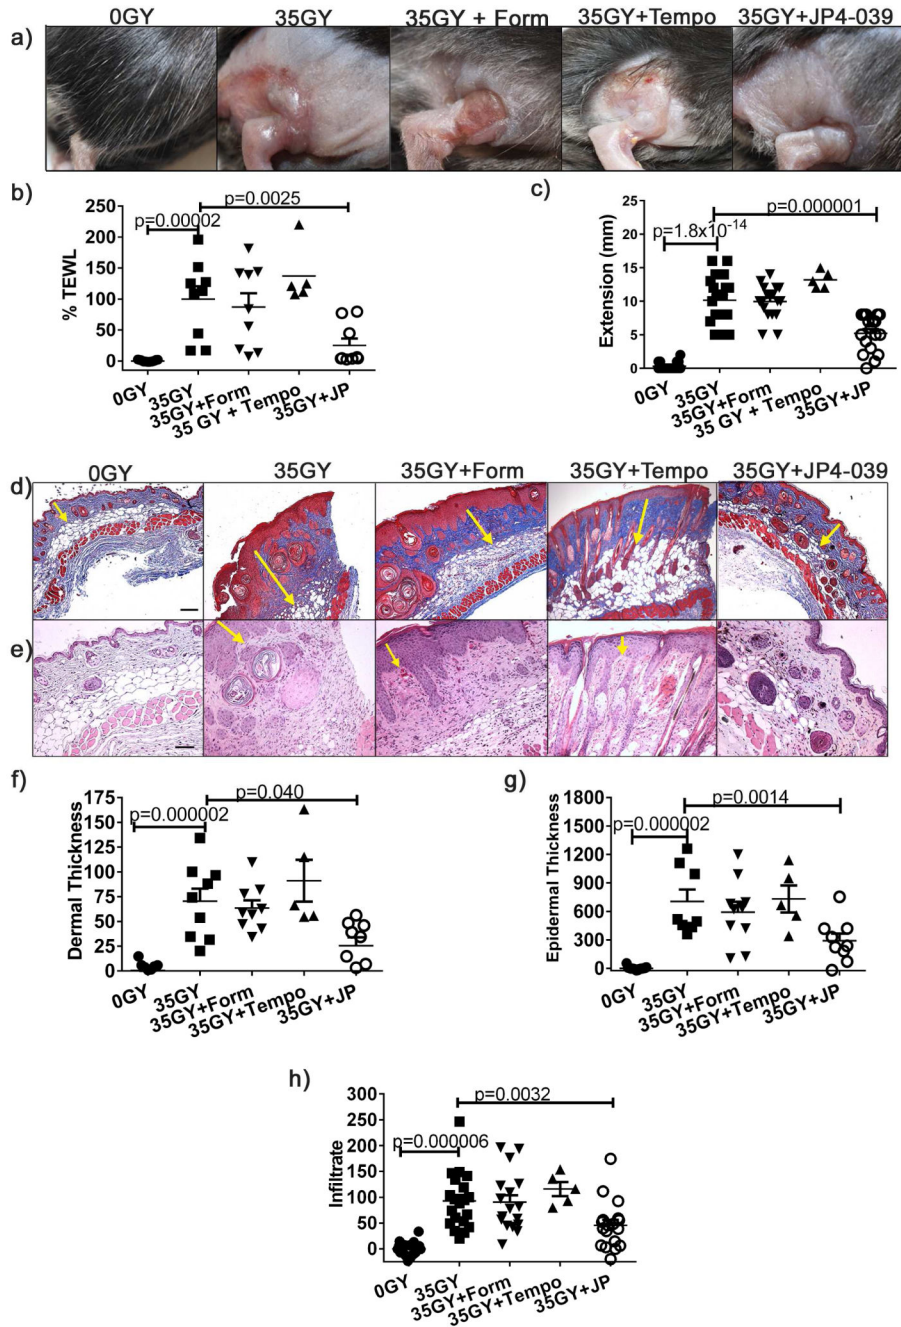 0GY 35GY 35GY + Form 35GY+Tempo 35GY+JP4-039
a)
b)
p=0.0025
p=0.00002
% TEWL
250
200
150
100
50
0
0GY
35GY
35GY+Form
35 GY + Tempo
35GY+JP
c)
p=0.000001
p=1.8x10-14
Extension (mm)
25
20
15
10
5
0
0GY
35GY
35GY+Form
35GY + Tempo
35GY+JP
0GY 35GY 35GY+Form 35GY+Tempo 35GY+JP4-039
d)
e)
f)
p=0.040
p=0.000002
Dermal Thickness
175
150
125
100
75
50
25
0
0GY
35GY
35GY+Form
35GY+Tempo
35GY+JP
g)
p=0.0014
p=0.000002
Epidermal Thickness
1800
1500
1200
900
600
300
0
0GY
35GY
35GY+Form
35GY+Tempo
35GY+JP
h)
p=0.0032
p=0.000006
Infiltrate
300
250
200
150
100
50
0
0GY
35GY
35GY+Form
35GY+Tempo
35GY+JP